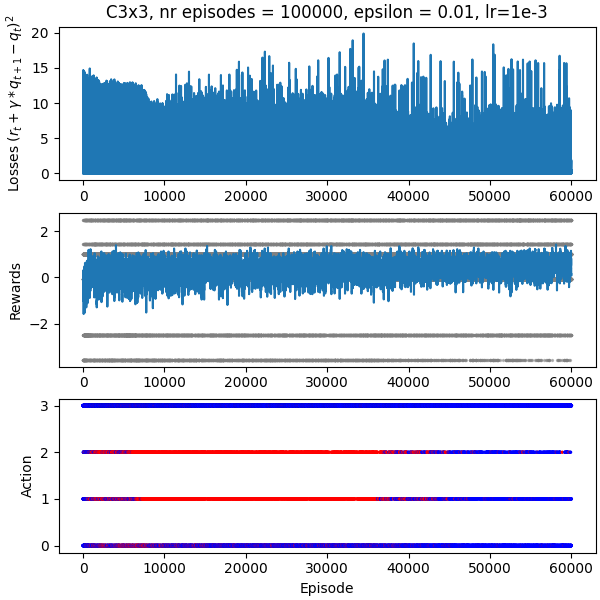 C3x3, nr episodes = 100000, epsilon = 0.01, lr=1e-3
Losses $(r_t + \gamma * q_{t+1} - q_t)^2$
20
15
10
5
0
0 10000 20000 30000 40000 50000 60000
Rewards
2
0
−2
0 10000 20000 30000 40000 50000 60000
Action
3
2
1
0
0 10000 20000 30000 40000 50000 60000
Episode